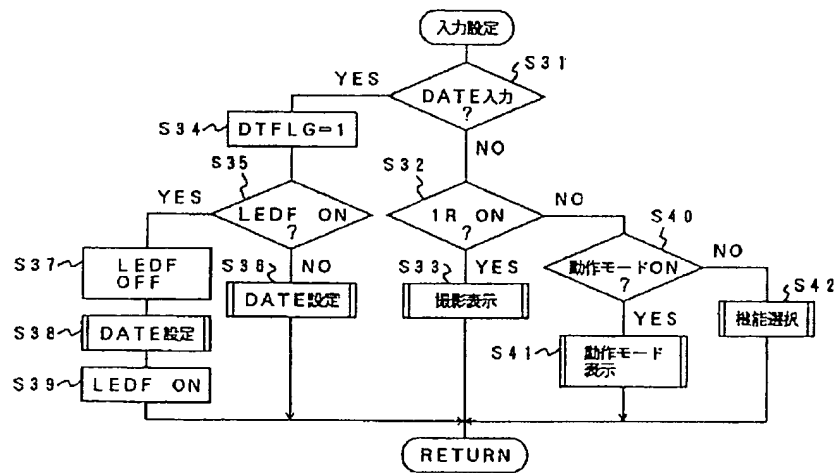 入力設定
S31
YES
DATE入力
?
S34
DTFLG=1
NO
S35
S32
YES
LEDF ON
?
1R ON
?
NO
S40
S37
LEDF
OFF
S36
NO
S33
YES
動作モードON
?
NO
S42
DATE設定
撮影表示
機能選択
S38
DATE設定
YES
S41
動作モード
表示
S39
LEDF ON
RETURN